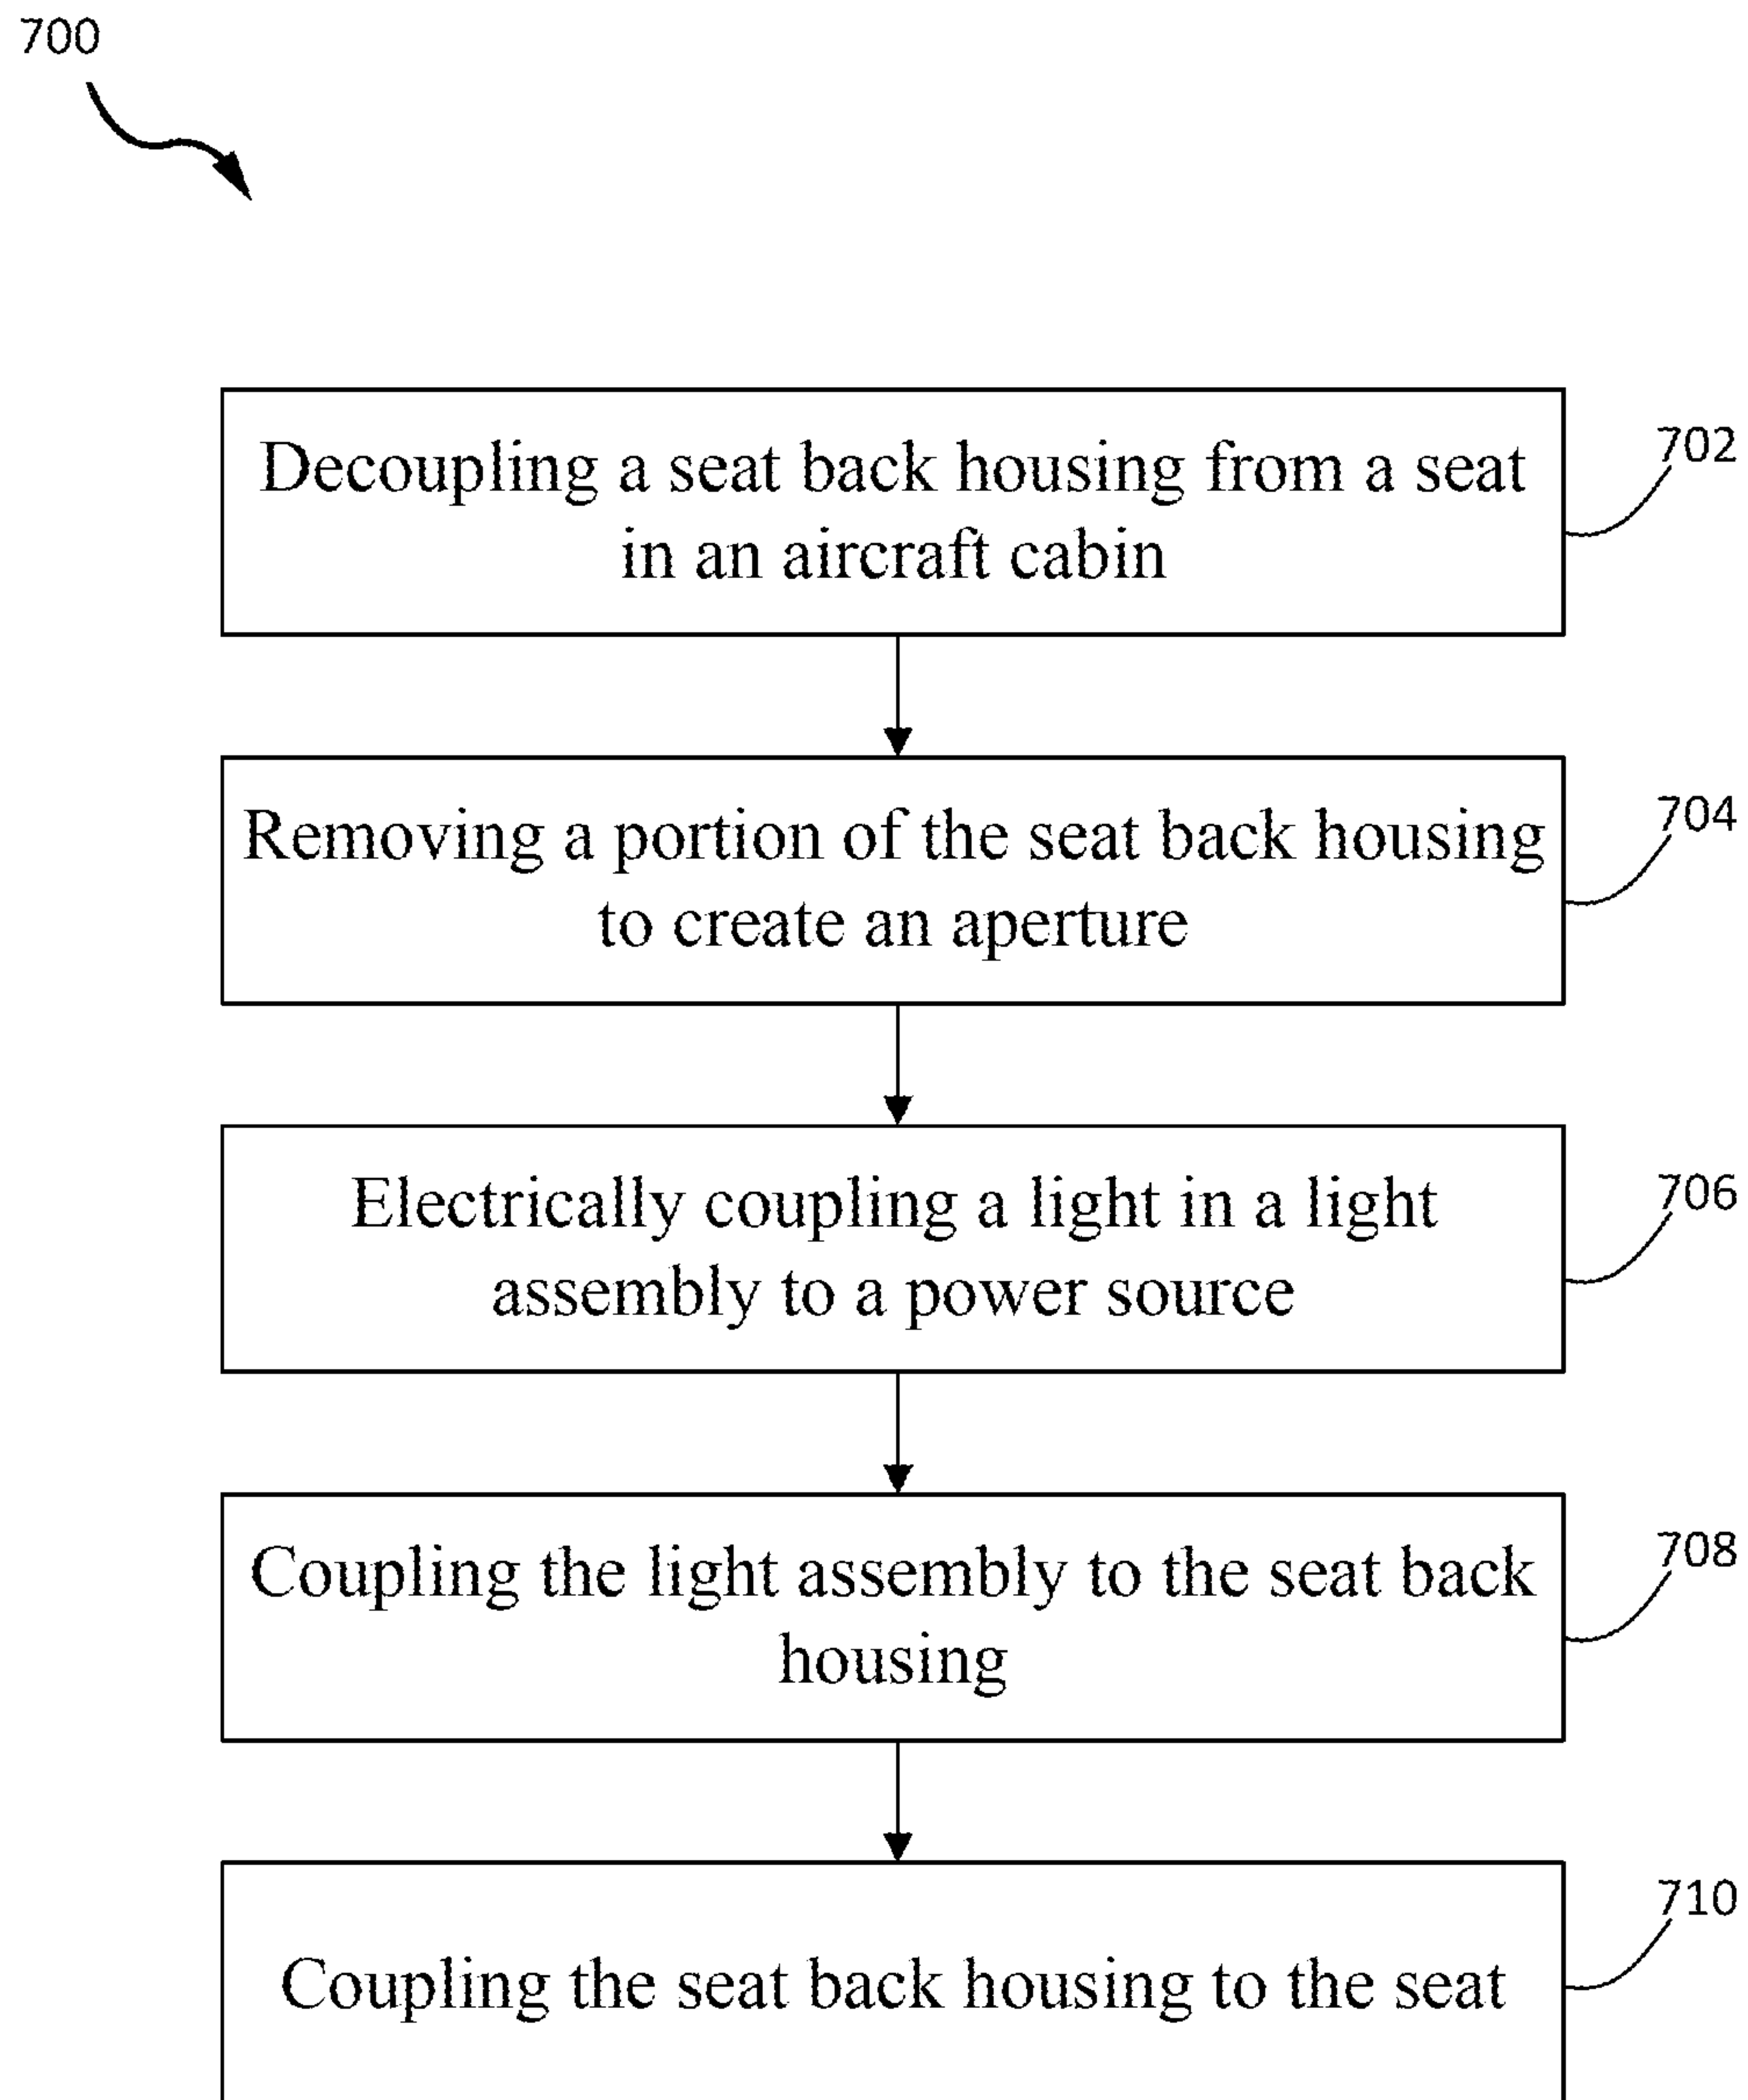 700
Decoupling a seat back housing from a seat
in an aircraft cabin
702
Removing a portion of the seat back housing
to create an aperture
704
Electrically coupling a light in a light
assembly to a power source
706
Coupling the light assembly to the seat back
housing
708
Coupling the seat back housing to the seat
710